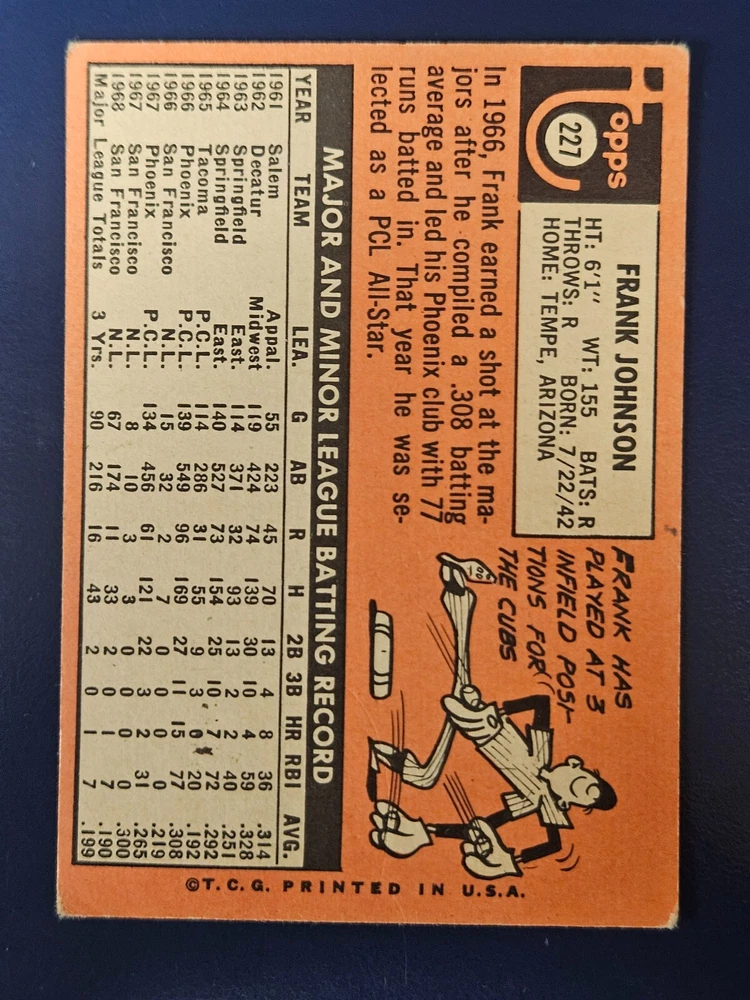 Topps
227
FRANK JOHNSON
HT: 6'1" WT: 155 BATS: R
THROWS: R BORN: 7/22/42
HOME: TEMPE, ARIZONA
In 1966, Frank earned a shot at the ma-
jors after he compiled a .308 batting
average and led his Phoenix club with 77
runs batted in. That year he was se-
lected as a PCL All-Star.
FRANK HAS
PLAYED AT 3
INFIELD POSI-
TIONS FOR
THE CUBS
MAJOR AND MINOR LEAGUE BATTING RECORD
YEAR TEAM LEA. G AB R H 2B 3B HR RBI AVG.
1961 Salem Appal. 55 223 45 70 13 4 8 36 .314
1962 Decatur Midwest 119 424 74 139 30 10 4 59 .328
1963 Springfield East. 114 371 32 93 13 2 2 40 .251
1964 Springfield East. 140 527 73 154 25 10 7 72 .292
1965 Tacoma P.C.L. 114 286 31 55 9 3 0 20 .192
1966 Phoenix P.C.L. 139 549 96 169 27 11 15 77 .308
1966 San Francisco N.L. 15 32 2 7 0 0 0 0 .219
1967 Phoenix P.C.L. 134 456 61 121 22 3 2 31 .265
1967 San Francisco N.L. 8 10 3 3 0 0 0 0 .300
1968 San Francisco N.L. 67 174 11 33 2 0 1 7 .190
Major League Totals 3 Yrs. 90 216 16 43 2 0 1 7 .199
©T.C.G. PRINTED IN U.S.A.